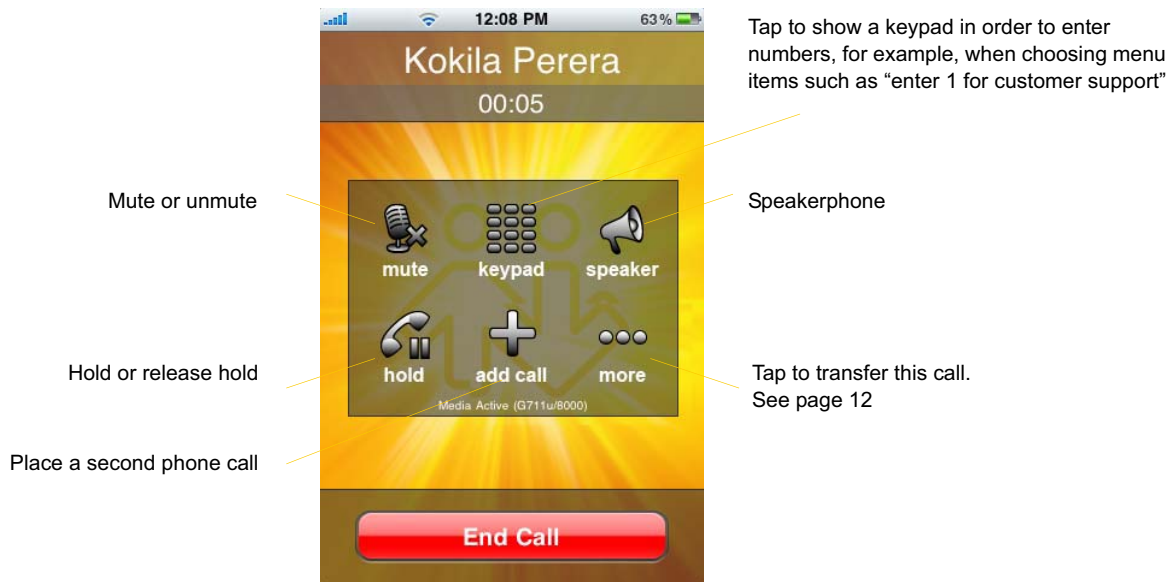 12:08 PM
63%
Kokila Perera
00:05
Tap to show a keypad in order to enter
numbers, for example, when choosing menu
items such as “enter 1 for customer support”
Mute or unmute
Speakerphone
mute
keypad
speaker
Hold or release hold
hold
add call
more
Tap to transfer this call.
See page 12
Media Active (G711u/8000)
Place a second phone call
End Call